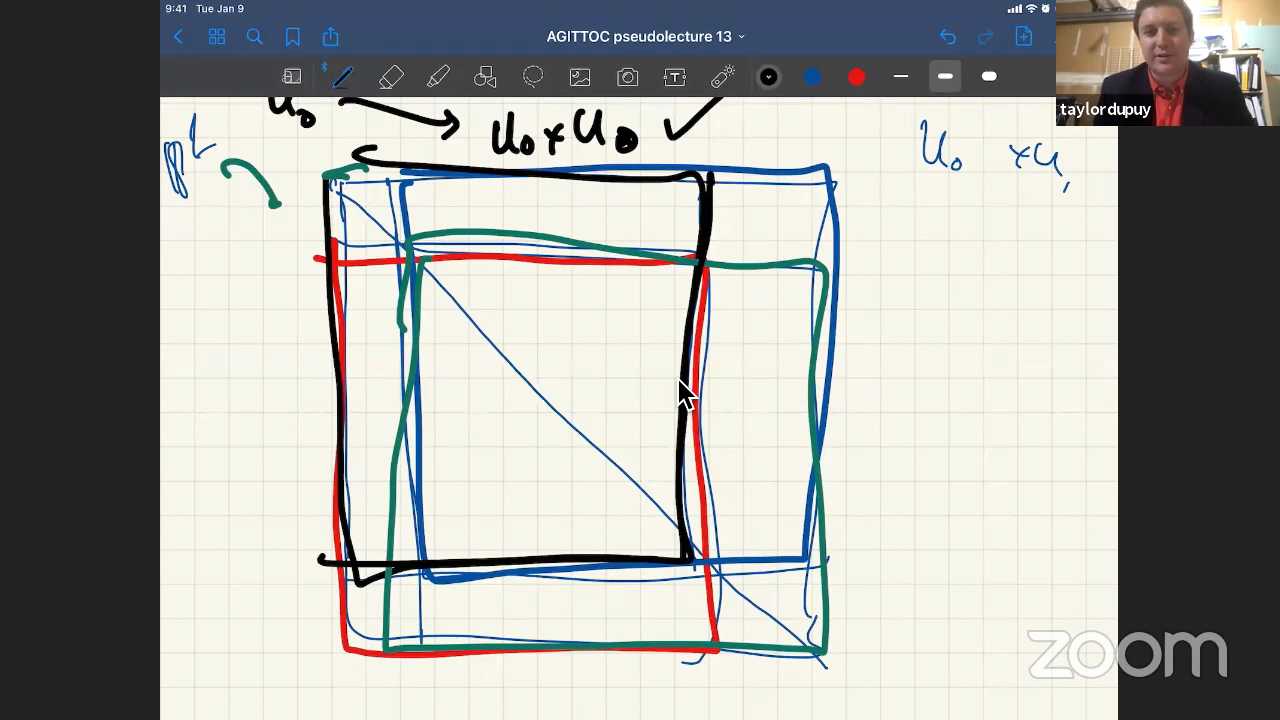 9:41 Tue Jan 9
AGITTOC pseudolecture 13
taylordupuy
U₀
U₀ × U₀
U₀ × U₁
P¹
zoom